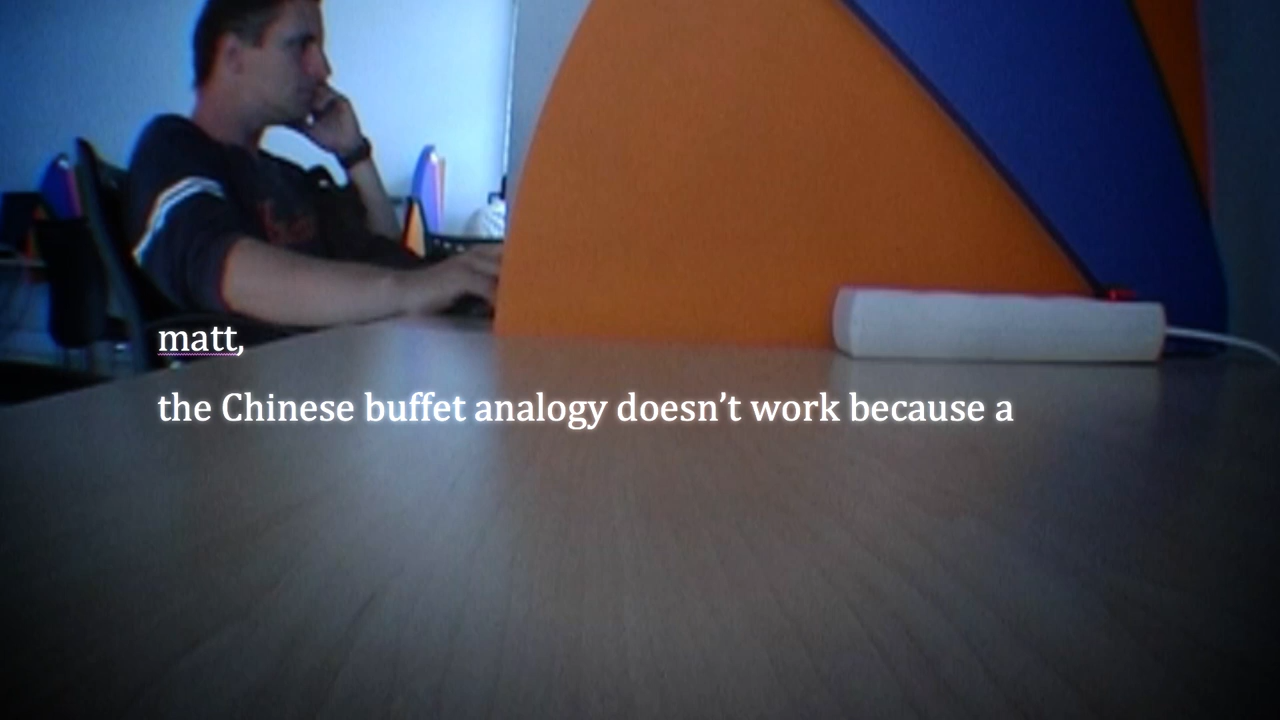 matt,
the Chinese buffet analogy doesn’t work because a